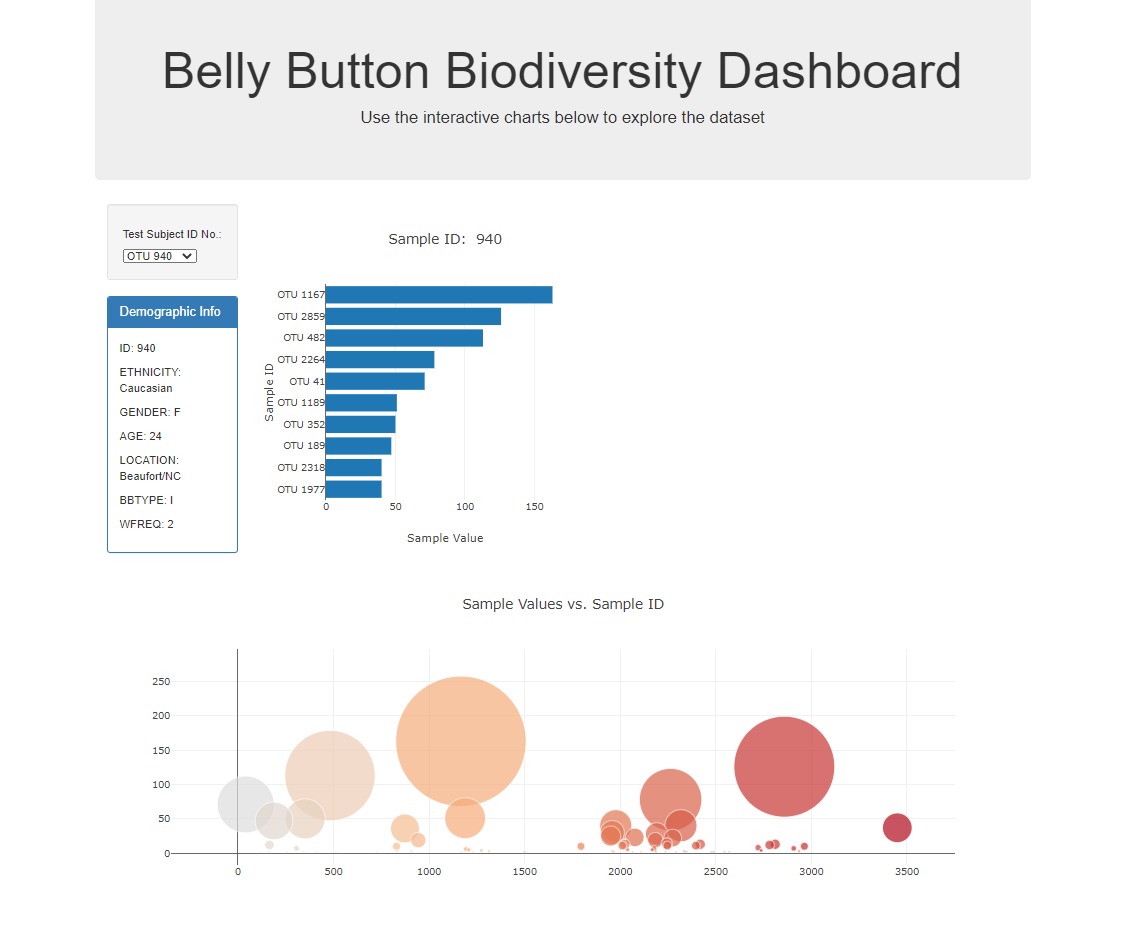 Belly Button Biodiversity Dashboard
Use the interactive charts below to explore the dataset
Test Subject ID No.:
OTU 940
Demographic Info
ID: 940
ETHNICITY:
Caucasian
GENDER: F
AGE: 24
LOCATION:
Beaufort/NC
BBTYPE: I
WFREQ: 2
Sample ID: 940
Sample ID
OTU 1167
OTU 2859
OTU 482
OTU 2264
OTU 41
OTU 1189
OTU 352
OTU 189
OTU 2318
OTU 1977
0 50 100 150
Sample Value
Sample Values vs. Sample ID
250
200
150
100
50
0
0 500 1000 1500 2000 2500 3000 3500